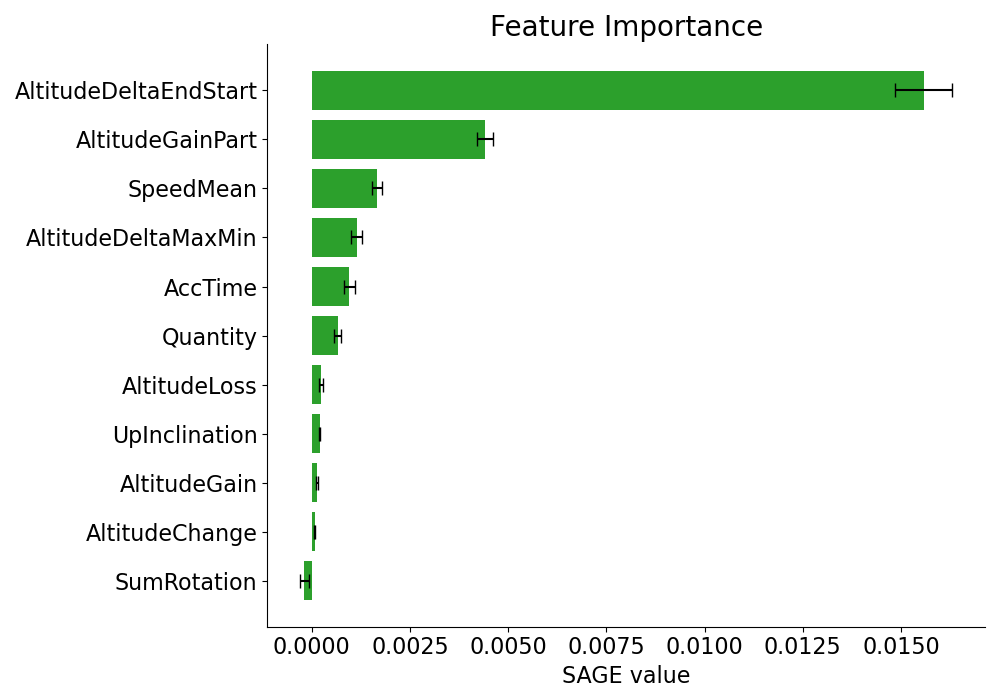 Feature Importance
AltitudeDeltaEndStart
AltitudeGainPart
SpeedMean
AltitudeDeltaMaxMin
AccTime
Quantity
AltitudeLoss
UpInclination
AltitudeGain
AltitudeChange
SumRotation
0.0000 0.0025 0.0050 0.0075 0.0100 0.0125 0.0150
SAGE value